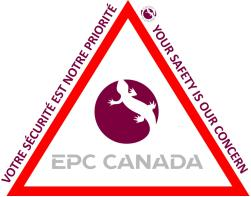 VOTRE SÉCURITÉ EST NOTRE PRIORITÉ
YOUR SAFETY IS OUR CONCERN
EPC CANADA